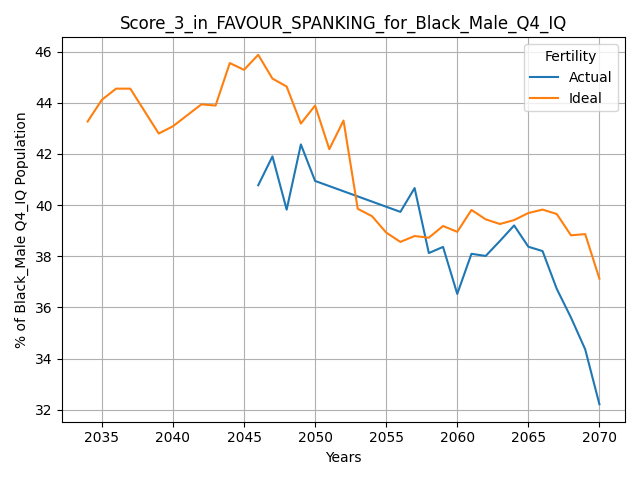 Score_3_in_FAVOUR_SPANKING_for_Black_Male_Q4_IQ
% of Black_Male Q4_IQ Population
46
44
42
40
38
36
34
32
Fertility
Actual
Ideal
2035 2040 2045 2050 2055 2060 2065 2070
Years